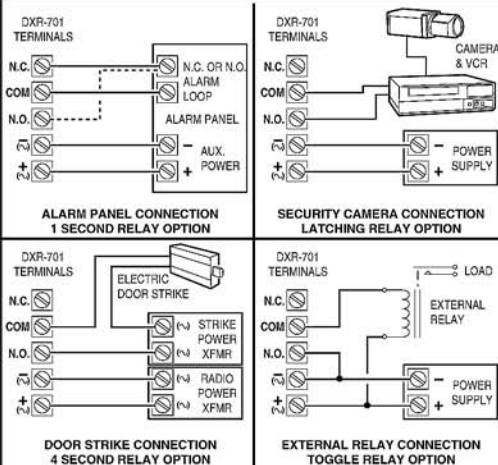 DXR-701
TERMINALS
N.C.
COM
N.O.
− (~)
+ (~)
N.C. OR N.O.
ALARM
LOOP
ALARM PANEL
− AUX.
+ POWER
ALARM PANEL CONNECTION
1 SECOND RELAY OPTION
DXR-701
TERMINALS
N.C.
COM
N.O.
− (~)
+ (~)
CAMERA
& VCR
− POWER
+ SUPPLY
SECURITY CAMERA CONNECTION
LATCHING RELAY OPTION
DXR-701
TERMINALS
N.C.
COM
N.O.
− (~)
+ (~)
ELECTRIC
DOOR STRIKE
(~) STRIKE
POWER
(~) XFMR
(~) RADIO
POWER
(~) XFMR
DOOR STRIKE CONNECTION
4 SECOND RELAY OPTION
DXR-701
TERMINALS
N.C.
COM
N.O.
− (~)
+ (~)
LOAD
EXTERNAL
RELAY
− POWER
+ SUPPLY
EXTERNAL RELAY CONNECTION
TOGGLE RELAY OPTION